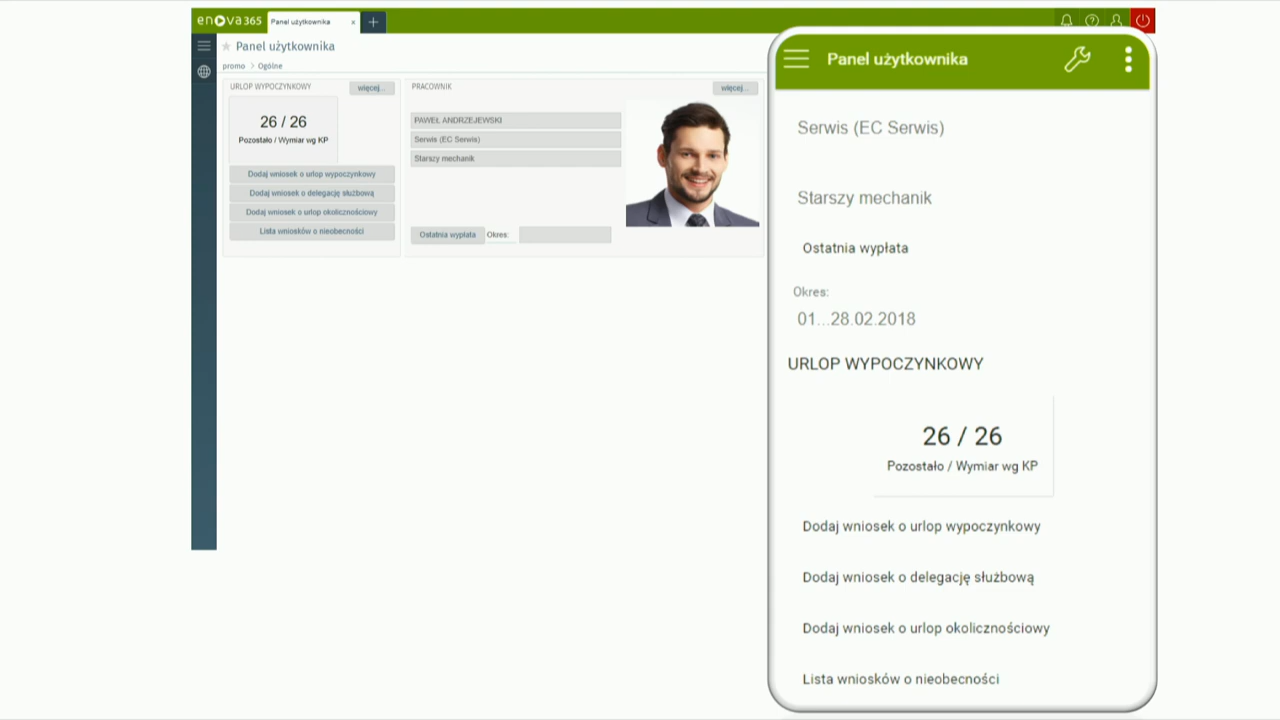 enova365 Panel użytkownika x +
Panel użytkownika
promo > Ogólne
URLOP WYPOCZYNKOWY więcej...
26 / 26
Pozostało / Wymiar wg KP
Dodaj wniosek o urlop wypoczynkowy
Dodaj wniosek o delegację służbową
Dodaj wniosek o urlop okolicznościowy
Lista wniosków o nieobecności
PRACOWNIK więcej...
PAWEŁ ANDRZEJEWSKI
Serwis (EC Serwis)
Starszy mechanik
Ostatnia wypłata Okres:
Panel użytkownika
Serwis (EC Serwis)
Starszy mechanik
Ostatnia wypłata
Okres:
01...28.02.2018
URLOP WYPOCZYNKOWY
26 / 26
Pozostało / Wymiar wg KP
Dodaj wniosek o urlop wypoczynkowy
Dodaj wniosek o delegację służbową
Dodaj wniosek o urlop okolicznościowy
Lista wniosków o nieobecności